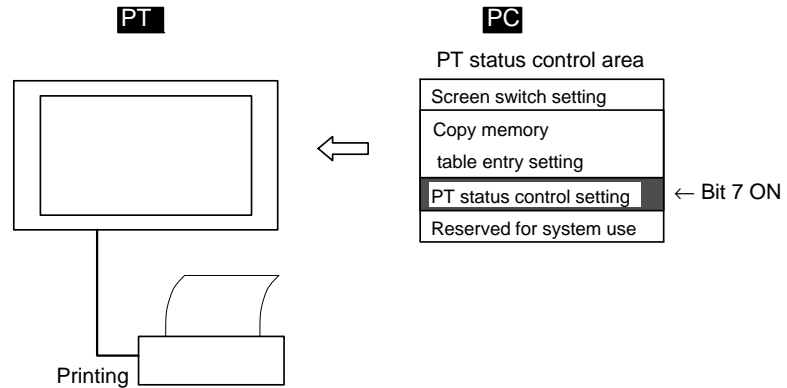 PT
PC
PT status control area
Screen switch setting
Copy memory
table entry setting
PT status control setting
← Bit 7 ON
Reserved for system use
Printing